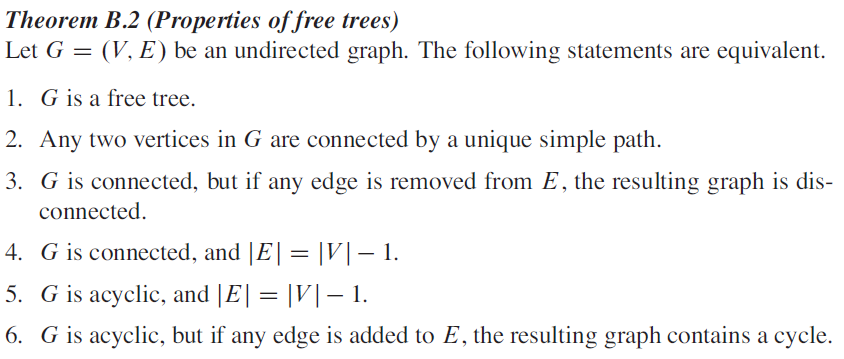 Theorem B.2 (Properties of free trees)
Let G = (V, E) be an undirected graph. The following statements are equivalent.
1. G is a free tree.
2. Any two vertices in G are connected by a unique simple path.
3. G is connected, but if any edge is removed from E, the resulting graph is dis-
connected.
4. G is connected, and |E| = |V| − 1.
5. G is acyclic, and |E| = |V| − 1.
6. G is acyclic, but if any edge is added to E, the resulting graph contains a cycle.